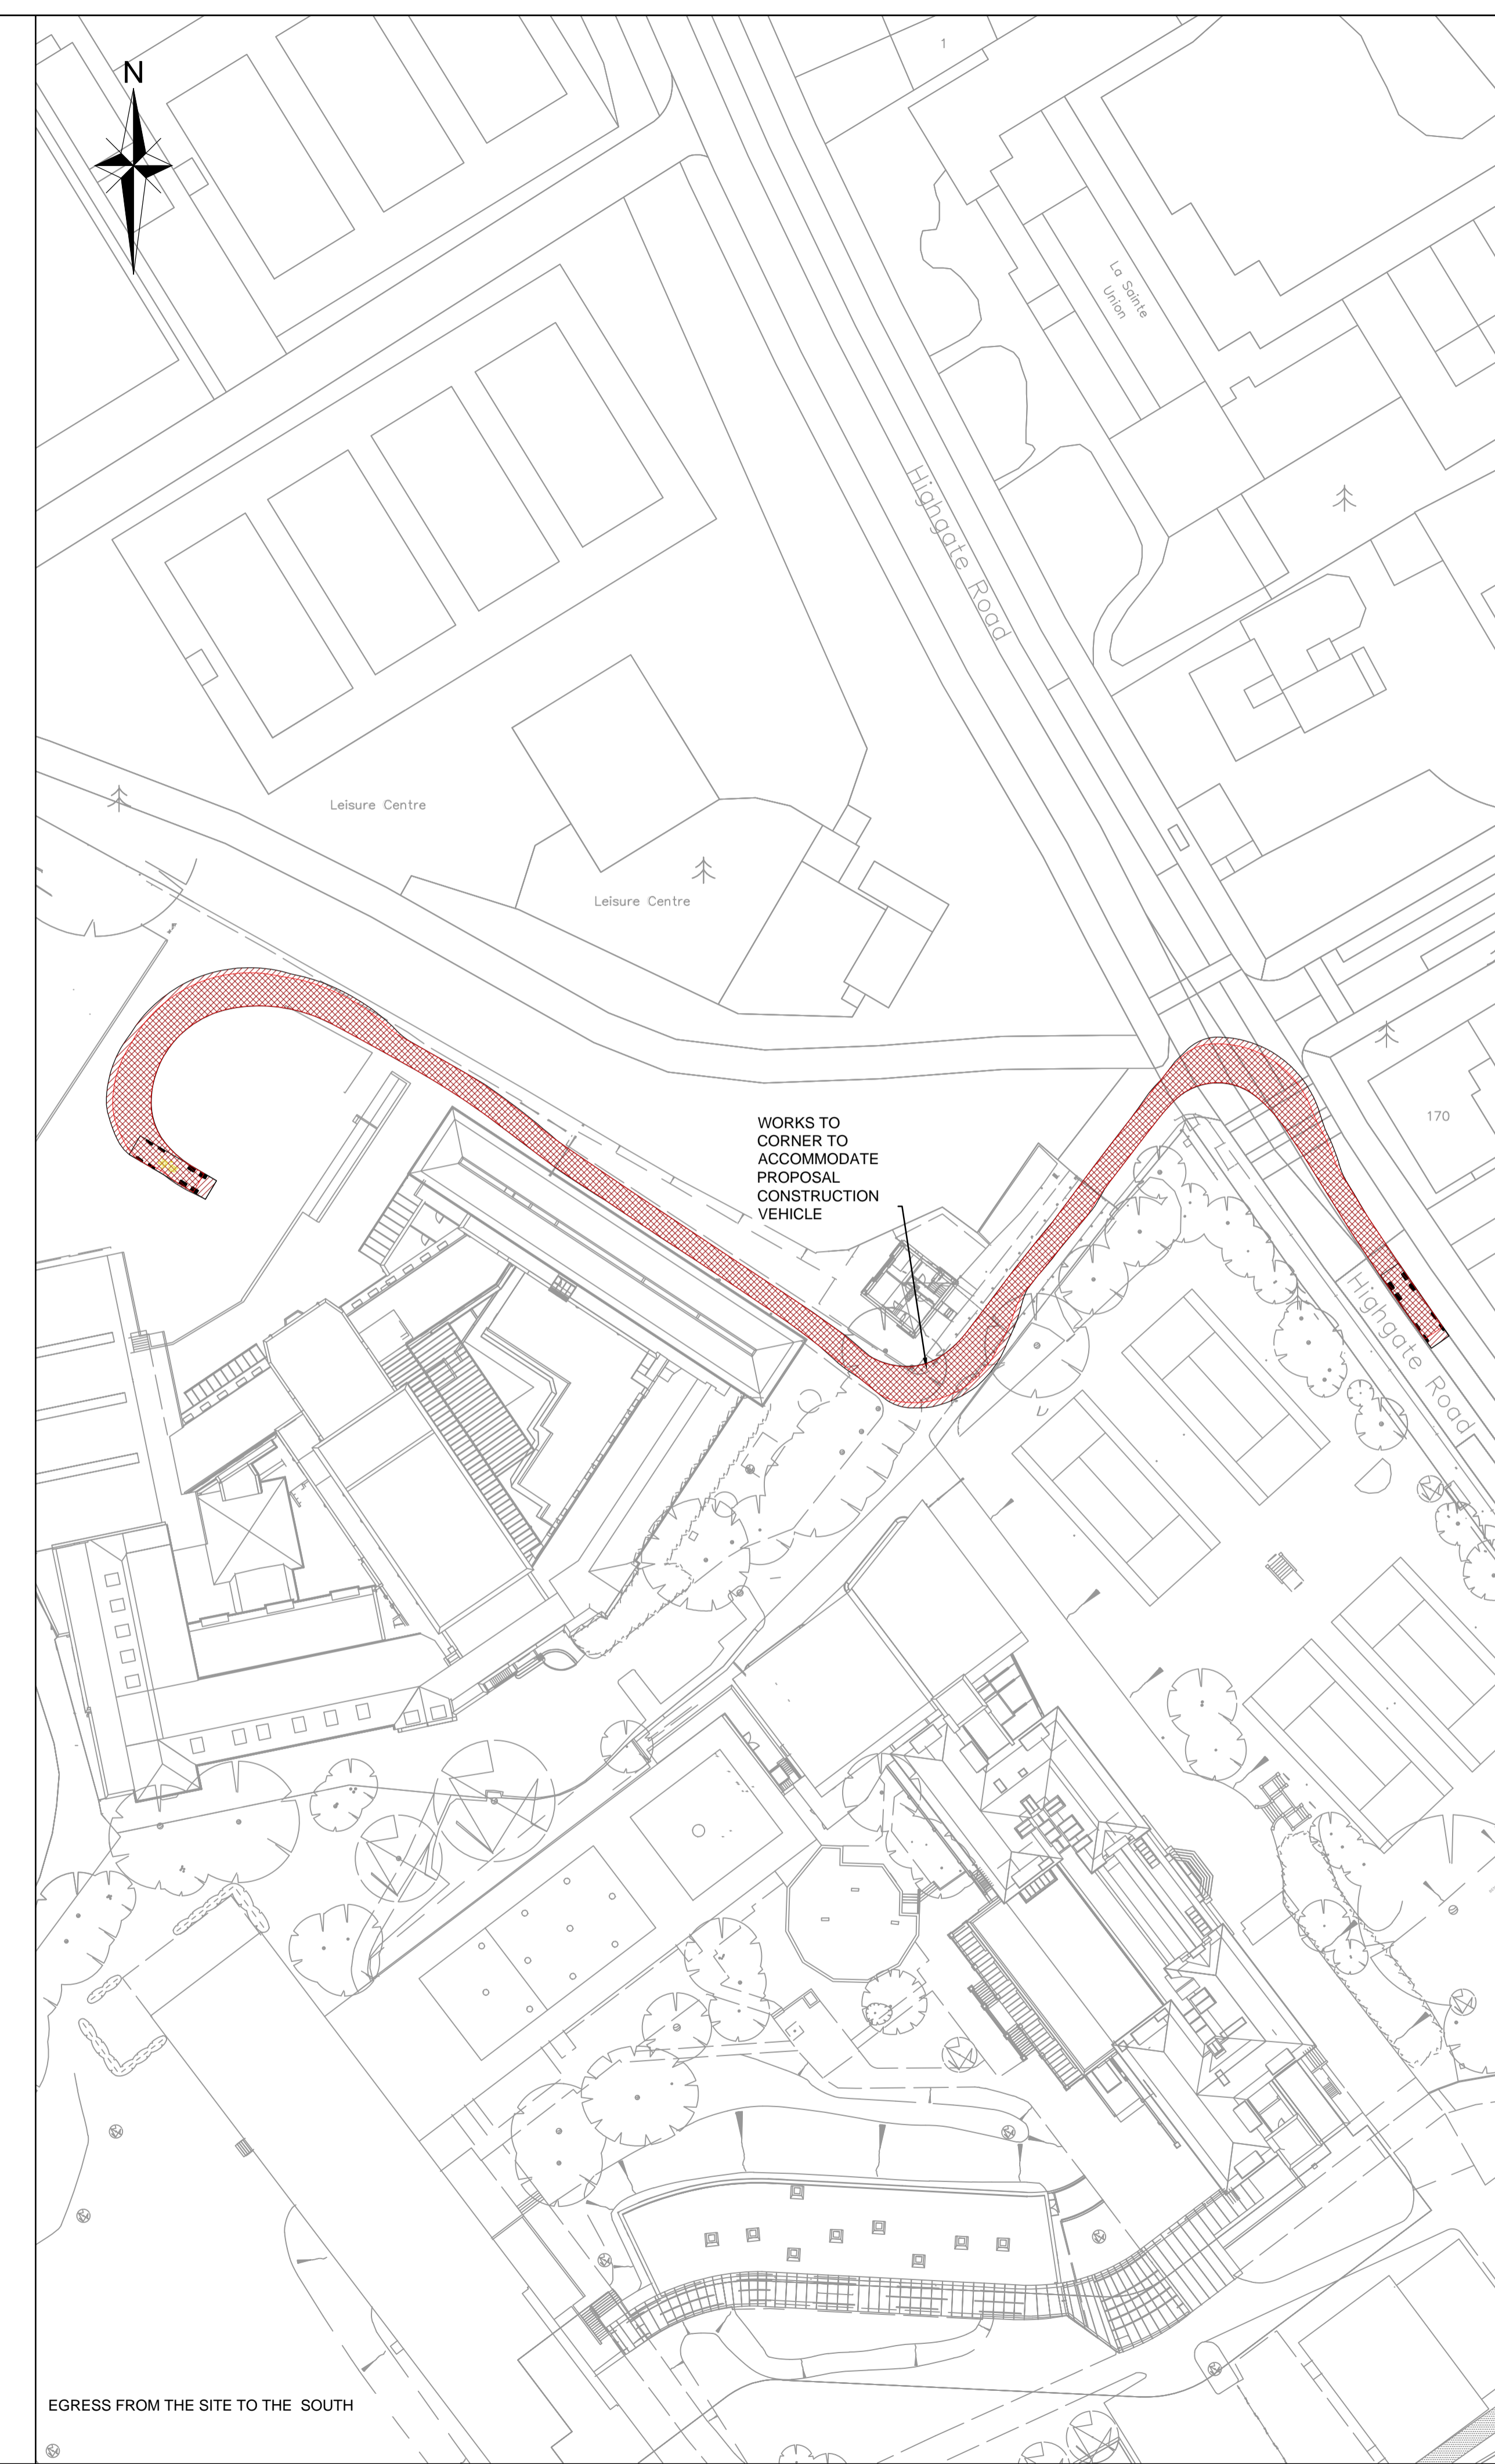 N
1
La Sainte
Union
Highgate Road
Leisure Centre
Leisure Centre
WORKS TO
CORNER TO
ACCOMMODATE
PROPOSAL
CONSTRUCTION
VEHICLE
170
Highgate Road
EGRESS FROM THE SITE TO THE SOUTH